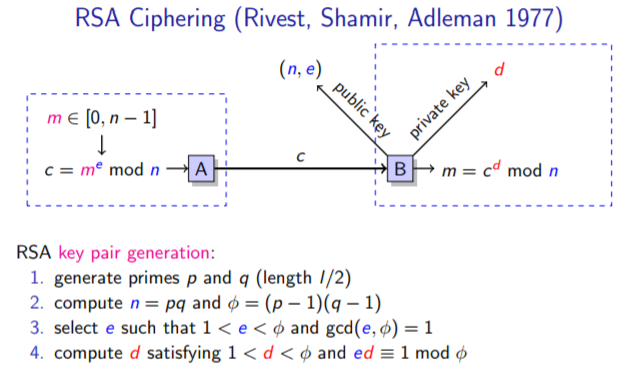 RSA Ciphering (Rivest, Shamir, Adleman 1977)
(n, e)
d
public key
private key
m ∈ [0, n − 1]
↓
c = mᵉ mod n → A
c
B → m = cᵈ mod n
RSA key pair generation:
1. generate primes p and q (length l/2)
2. compute n = pq and ϕ = (p − 1)(q − 1)
3. select e such that 1 < e < ϕ and gcd(e, ϕ) = 1
4. compute d satisfying 1 < d < ϕ and ed ≡ 1 mod ϕ